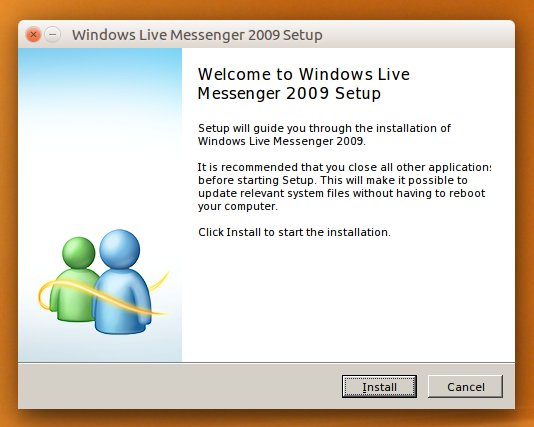 Windows Live Messenger 2009 Setup
Welcome to Windows Live
Messenger 2009 Setup
Setup will guide you through the installation of
Windows Live Messenger 2009.
It is recommended that you close all other applications
before starting Setup. This will make it possible to
update relevant system files without having to reboot
your computer.
Click Install to start the installation.
Install
Cancel